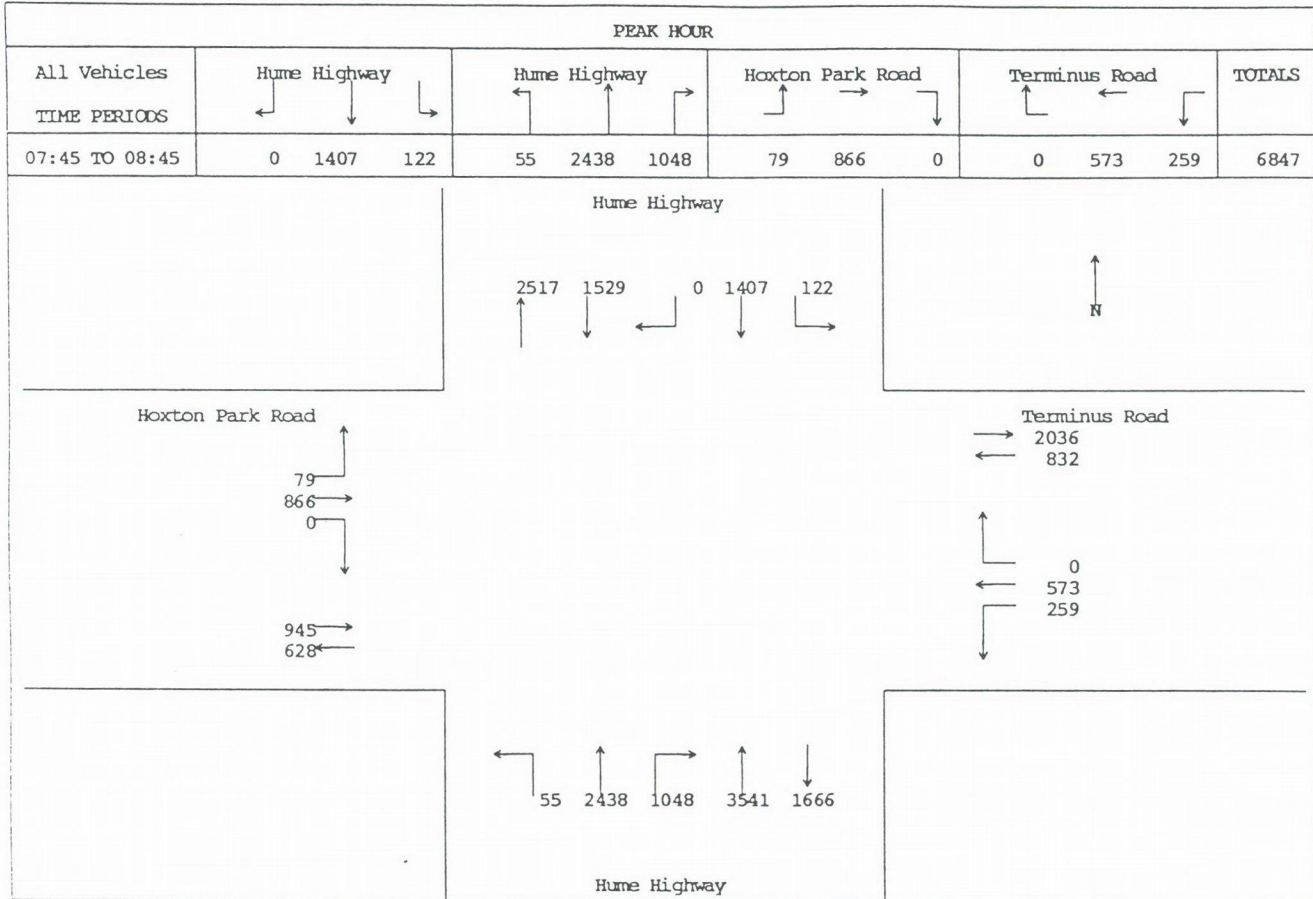 PEAK HOUR
All Vehicles Hume Highway Hume Highway Hoxton Park Road Terminus Road TOTALS
TIME PERIODS
07:45 TO 08:45 0 1407 122 55 2438 1048 79 866 0 0 573 259 6847
Hume Highway
2517 1529 0 1407 122
N
Hoxton Park Road Terminus Road
2036
832
79
866
0
0
573
259
945
628
55 2438 1048 3541 1666
Hume Highway